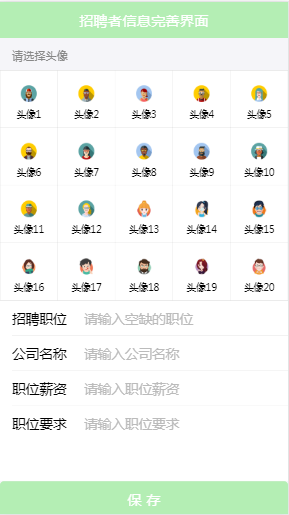 招聘者信息完善界面
请选择头像
头像1 头像2 头像3 头像4 头像5
头像6 头像7 头像8 头像9 头像10
头像11 头像12 头像13 头像14 头像15
头像16 头像17 头像18 头像19 头像20
招聘职位 请输入空缺的职位
公司名称 请输入公司名称
职位薪资 请输入职位薪资
职位要求 请输入职位要求
保 存